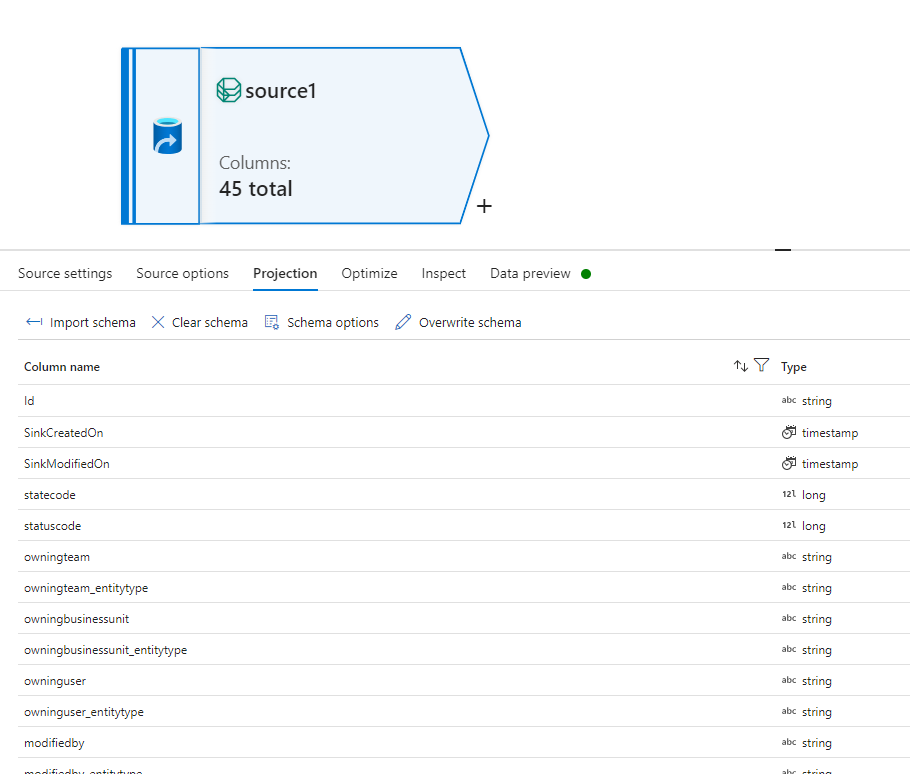 source1
Columns:
45 total
+
Source settings Source options Projection Optimize Inspect Data preview
Import schema Clear schema Schema options Overwrite schema
Column name Type
Id abc string
SinkCreatedOn timestamp
SinkModifiedOn timestamp
statecode 12l long
statuscode 12l long
owningteam abc string
owningteam_entitytype abc string
owningbusinessunit abc string
owningbusinessunit_entitytype abc string
owninguser abc string
owninguser_entitytype abc string
modifiedby abc string
modifiedby_entitytype abc string